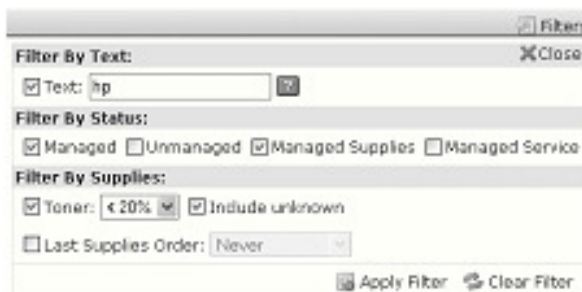 Filter
Filter By Text:
Close
Text: hp ?
Filter By Status:
Managed Unmanaged Managed Supplies Managed Service
Filter By Supplies:
Toner: < 20% Include unknown
Last Supplies Order: Never
Apply Filter Clear Filter